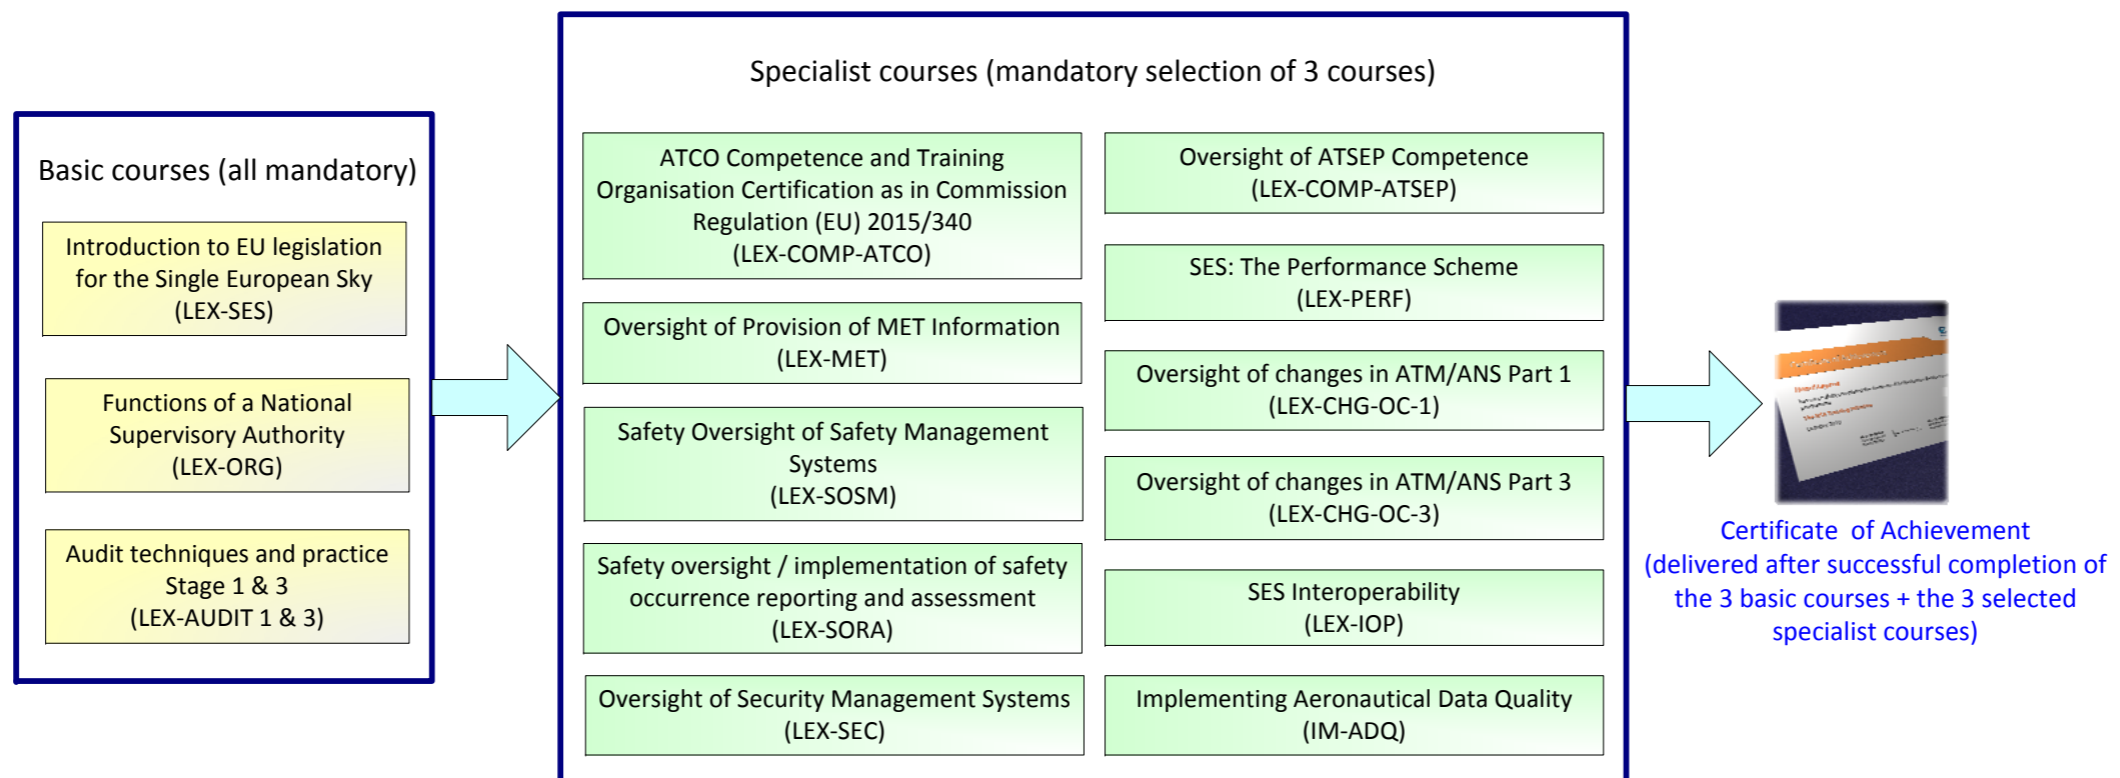 Basic courses (all mandatory)
Introduction to EU legislation
for the Single European Sky
(LEX-SES)
Functions of a National
Supervisory Authority
(LEX-ORG)
Audit techniques and practice
Stage 1 & 3
(LEX-AUDIT 1 & 3)
Specialist courses (mandatory selection of 3 courses)
ATCO Competence and Training
Organisation Certification as in Commission
Regulation (EU) 2015/340
(LEX-COMP-ATCO)
Oversight of Provision of MET Information
(LEX-MET)
Safety Oversight of Safety Management
Systems
(LEX-SOSM)
Safety oversight / implementation of safety
occurrence reporting and assessment
(LEX-SORA)
Oversight of Security Management Systems
(LEX-SEC)
Oversight of ATSEP Competence
(LEX-COMP-ATSEP)
SES: The Performance Scheme
(LEX-PERF)
Oversight of changes in ATM/ANS Part 1
(LEX-CHG-OC-1)
Oversight of changes in ATM/ANS Part 3
(LEX-CHG-OC-3)
SES Interoperability
(LEX-IOP)
Implementing Aeronautical Data Quality
(IM-ADQ)
Certificate of Achievement
(delivered after successful completion of
the 3 basic courses + the 3 selected
specialist courses)